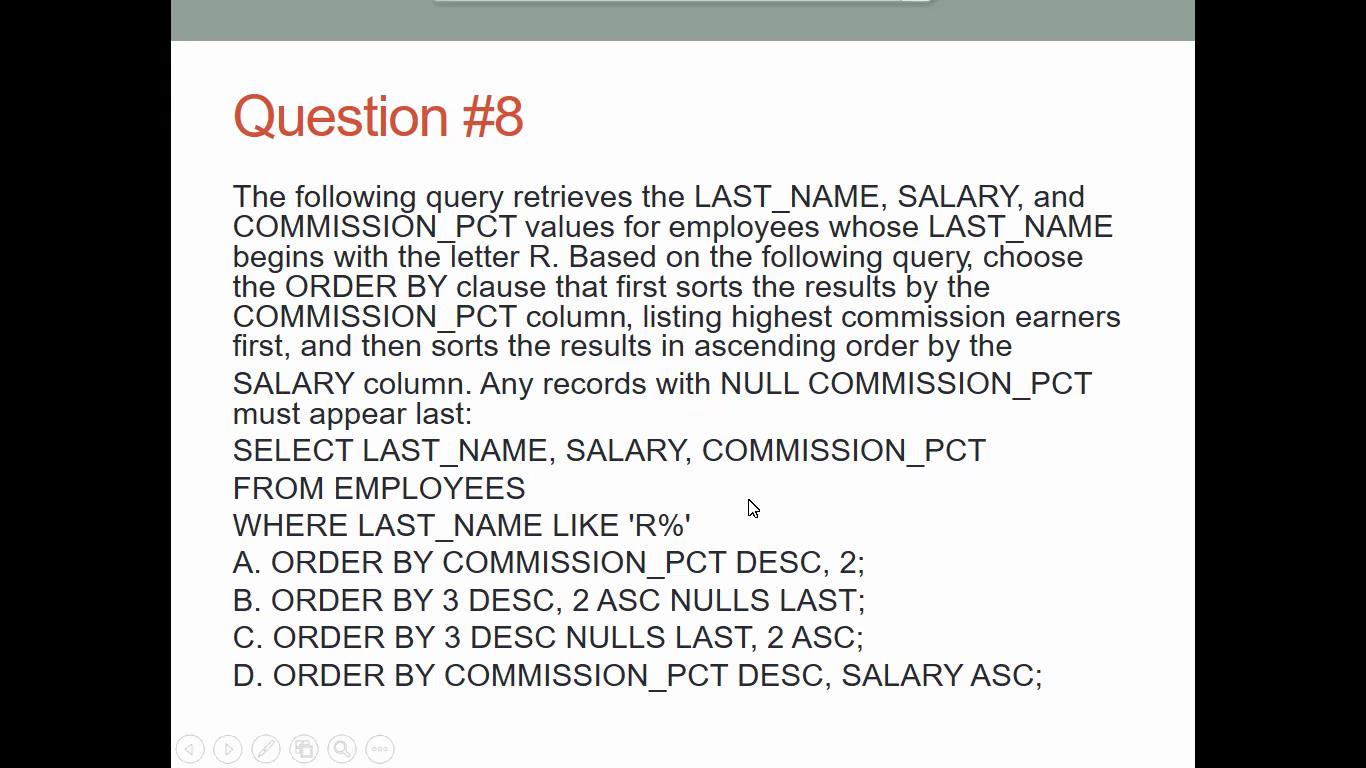 Question #8
The following query retrieves the LAST_NAME, SALARY, and
COMMISSION_PCT values for employees whose LAST_NAME
begins with the letter R. Based on the following query, choose
the ORDER BY clause that first sorts the results by the
COMMISSION_PCT column, listing highest commission earners
first, and then sorts the results in ascending order by the
SALARY column. Any records with NULL COMMISSION_PCT
must appear last:
SELECT LAST_NAME, SALARY, COMMISSION_PCT
FROM EMPLOYEES
WHERE LAST_NAME LIKE 'R%'
A. ORDER BY COMMISSION_PCT DESC, 2;
B. ORDER BY 3 DESC, 2 ASC NULLS LAST;
C. ORDER BY 3 DESC NULLS LAST, 2 ASC;
D. ORDER BY COMMISSION_PCT DESC, SALARY ASC;